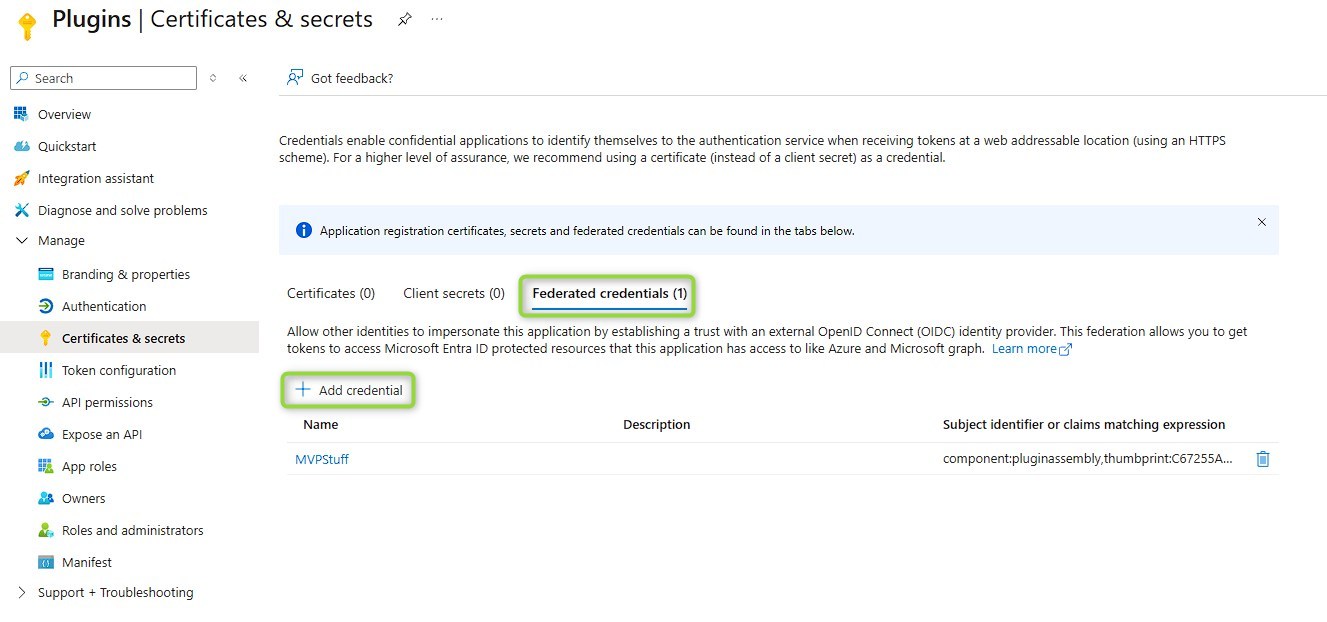 Plugins | Certificates & secrets
Search
Got feedback?
Overview
Quickstart
Integration assistant
Diagnose and solve problems
Manage
Branding & properties
Authentication
Certificates & secrets
Token configuration
API permissions
Expose an API
App roles
Owners
Roles and administrators
Manifest
Support + Troubleshooting
Credentials enable confidential applications to identify themselves to the authentication service when receiving tokens at a web addressable location (using an HTTPS
scheme). For a higher level of assurance, we recommend using a certificate (instead of a client secret) as a credential.
Application registration certificates, secrets and federated credentials can be found in the tabs below.
Certificates (0) Client secrets (0) Federated credentials (1)
Allow other identities to impersonate this application by establishing a trust with an external OpenID Connect (OIDC) identity provider. This federation allows you to get
tokens to access Microsoft Entra ID protected resources that this application has access to like Azure and Microsoft graph. Learn more
Add credential
Name Description Subject identifier or claims matching expression
MVPStuff component:pluginassembly,thumbprint:C67255A...